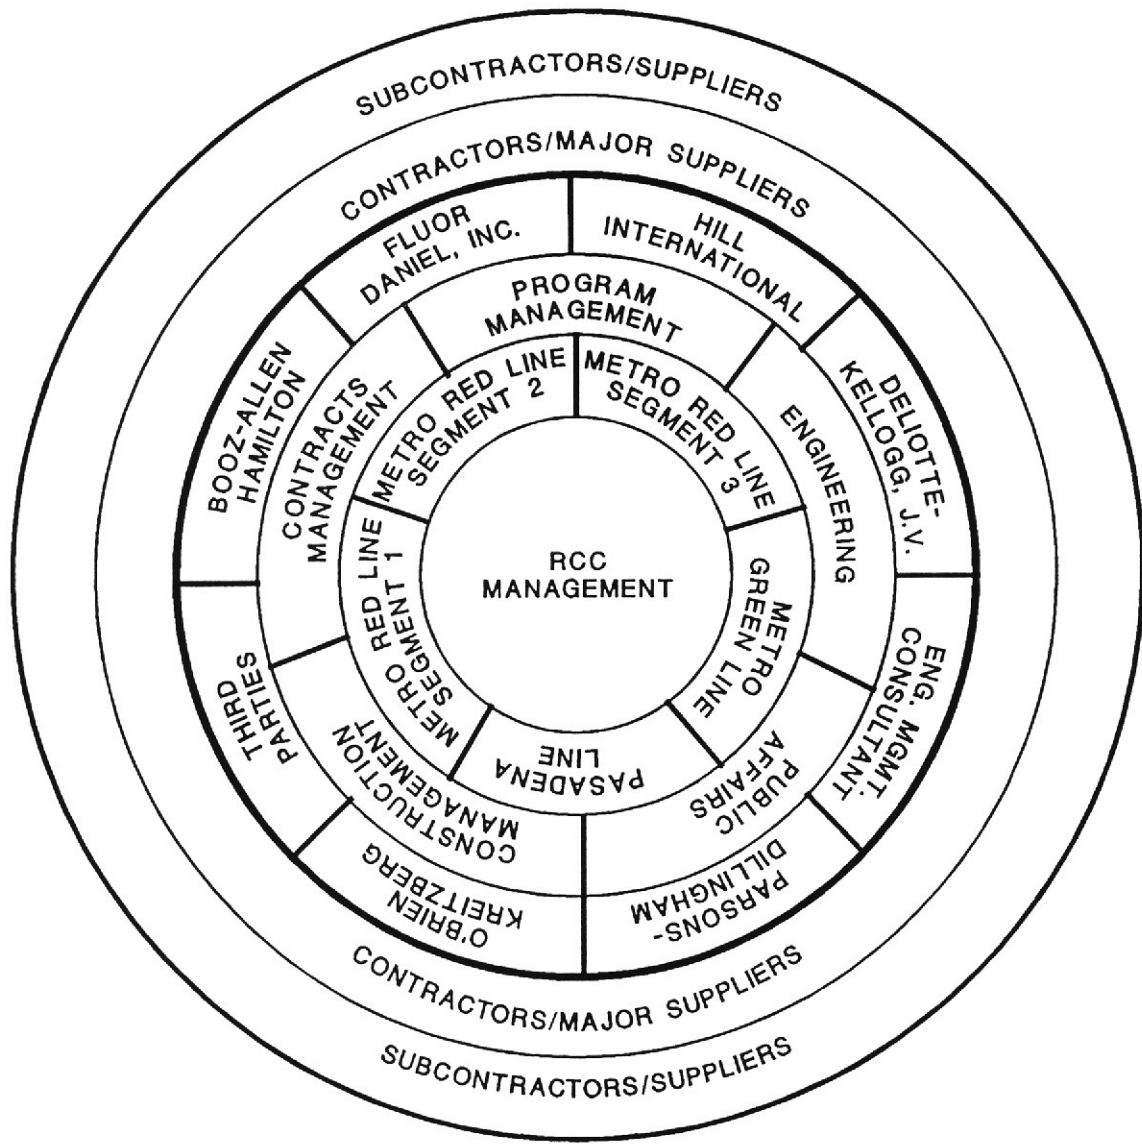 SUBCONTRACTORS/SUPPLIERS
CONTRACTORS/MAJOR SUPPLIERS
FLUOR
DANIEL, INC.
HILL
INTERNATIONAL
DELIOTTE-
KELLOGG, J.V.
ENG. MGMT.
CONSULTANT
PARSONS-
DILLINGHAM
O'BRIEN
KREITZBERG
THIRD
PARTIES
BOOZ-ALLEN
HAMILTON
PROGRAM
MANAGEMENT
ENGINEERING
PUBLIC
AFFAIRS
CONSTRUCTION
MANAGEMENT
CONTRACTS
MANAGEMENT
METRO RED LINE
SEGMENT 2
METRO RED LINE
SEGMENT 3
METRO
GREEN LINE
PASADENA
LINE
METRO RED LINE
SEGMENT 1
RCC
MANAGEMENT
CONTRACTORS/MAJOR SUPPLIERS
SUBCONTRACTORS/SUPPLIERS